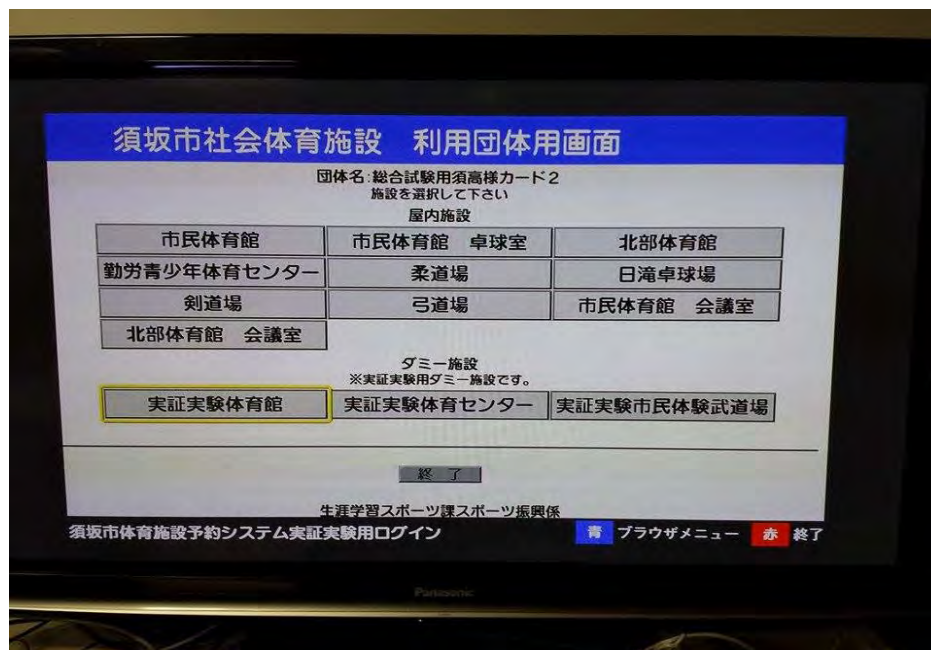 須坂市社会体育施設　利用団体用画面
団体名:総合試験用須高様カード2
施設を選択して下さい
屋内施設
市民体育館　市民体育館　卓球室　北部体育館
勤労青少年体育センター　柔道場　日滝卓球場
剣道場　弓道場　市民体育館　会議室
北部体育館　会議室
ダミー施設
※実証実験用ダミー施設です。
実証実験体育館　実証実験体育センター　実証実験市民体験武道場
終　了
生涯学習スポーツ課スポーツ振興係
須坂市体育施設予約システム実証実験用ログイン　青　ブラウザメニュー　赤　終了
Panasonic